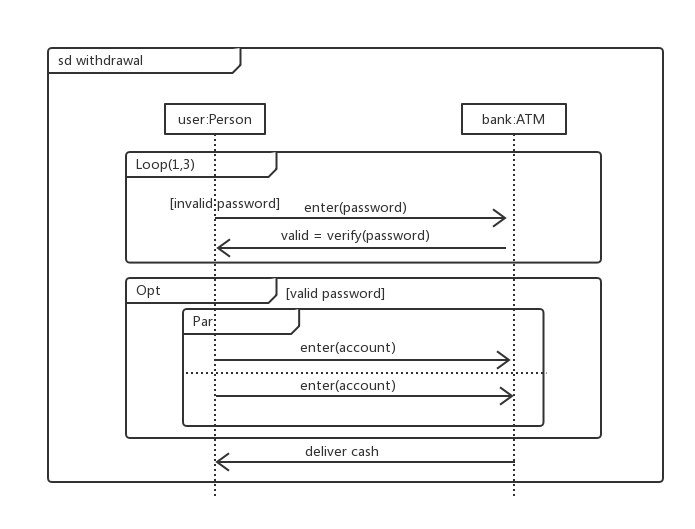 sd withdrawal
user:Person
bank:ATM
Loop(1,3)
[invalid password]
enter(password)
valid = verify(password)
Opt
[valid password]
Par
enter(account)
enter(account)
deliver cash